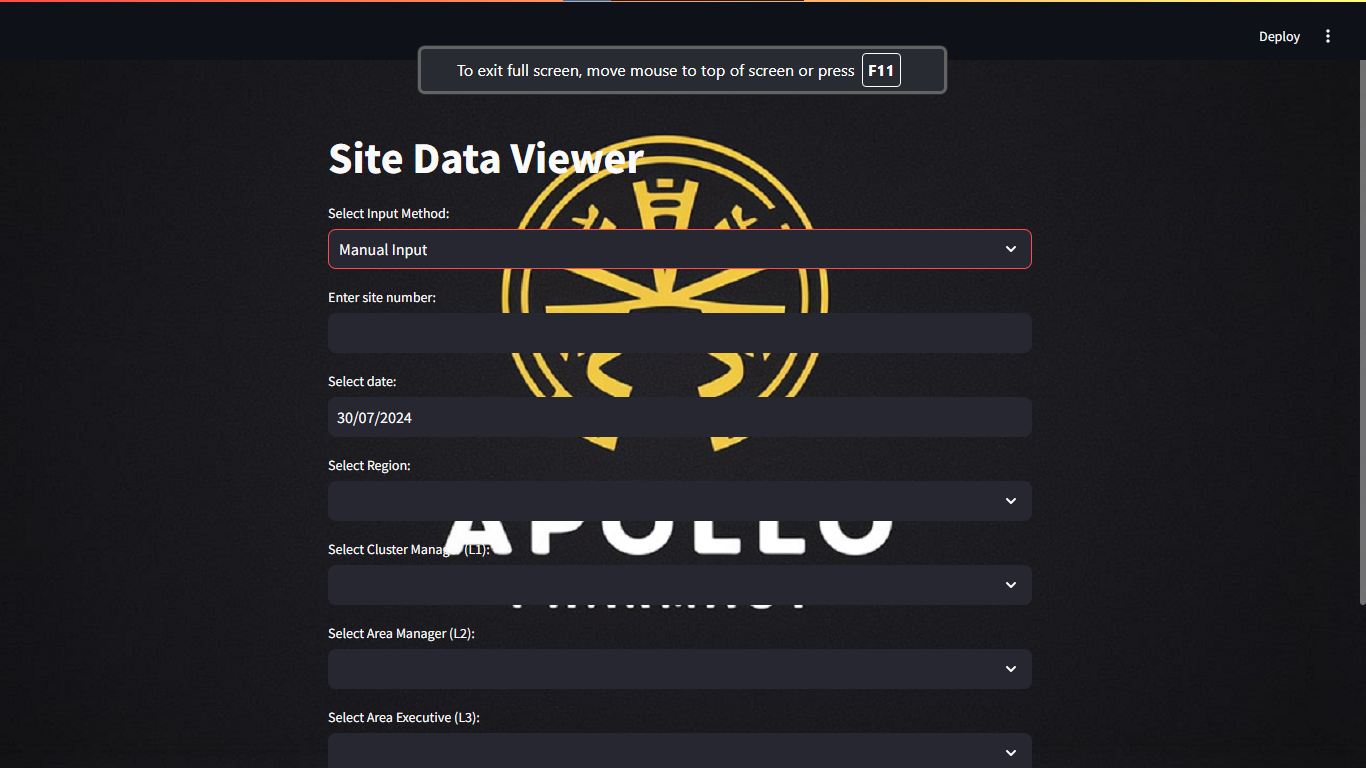 Deploy
To exit full screen, move mouse to top of screen or press F11
Site Data Viewer
Select Input Method:
Manual Input
Enter site number:
Select date:
30/07/2024
Select Region:
APOLLO
Select Cluster Manager (L1):
Select Area Manager (L2):
Select Area Executive (L3):